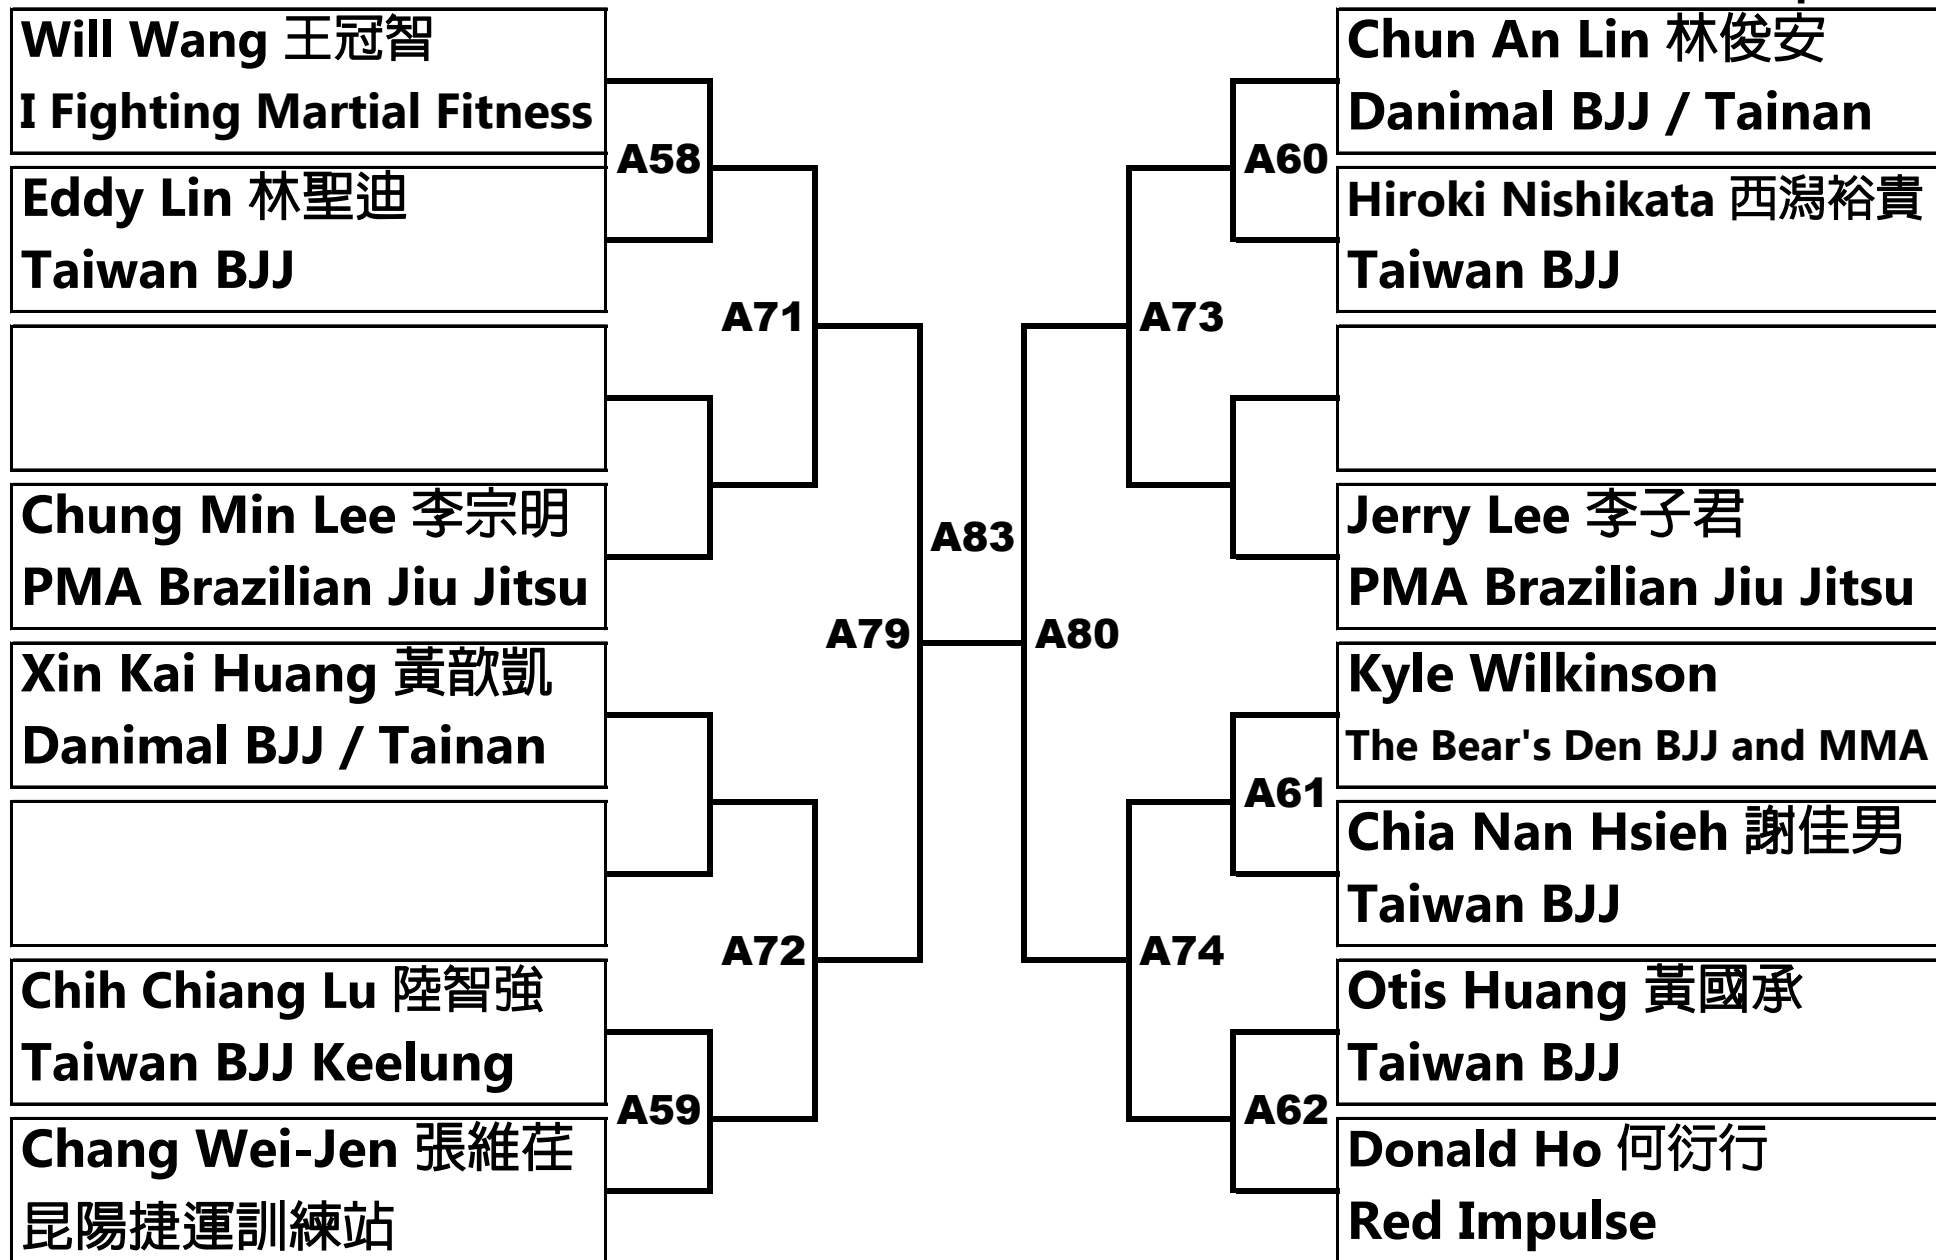 Will Wang 王冠智
I Fighting Martial Fitness
Eddy Lin 林聖迪
Taiwan BJJ
Chung Min Lee 李宗明
PMA Brazilian Jiu Jitsu
Xin Kai Huang 黃歆凱
Danimal BJJ / Tainan
Chih Chiang Lu 陸智強
Taiwan BJJ Keelung
Chang Wei-Jen 張維荏
昆陽捷運訓練站
A58
A59
A71
A72
A79
A83
A80
A73
A74
A60
A61
A62
Chun An Lin 林俊安
Danimal BJJ / Tainan
Hiroki Nishikata 西潟裕貴
Taiwan BJJ
Jerry Lee 李子君
PMA Brazilian Jiu Jitsu
Kyle Wilkinson
The Bear's Den BJJ and MMA
Chia Nan Hsieh 謝佳男
Taiwan BJJ
Otis Huang 黃國承
Taiwan BJJ
Donald Ho 何衍行
Red Impulse